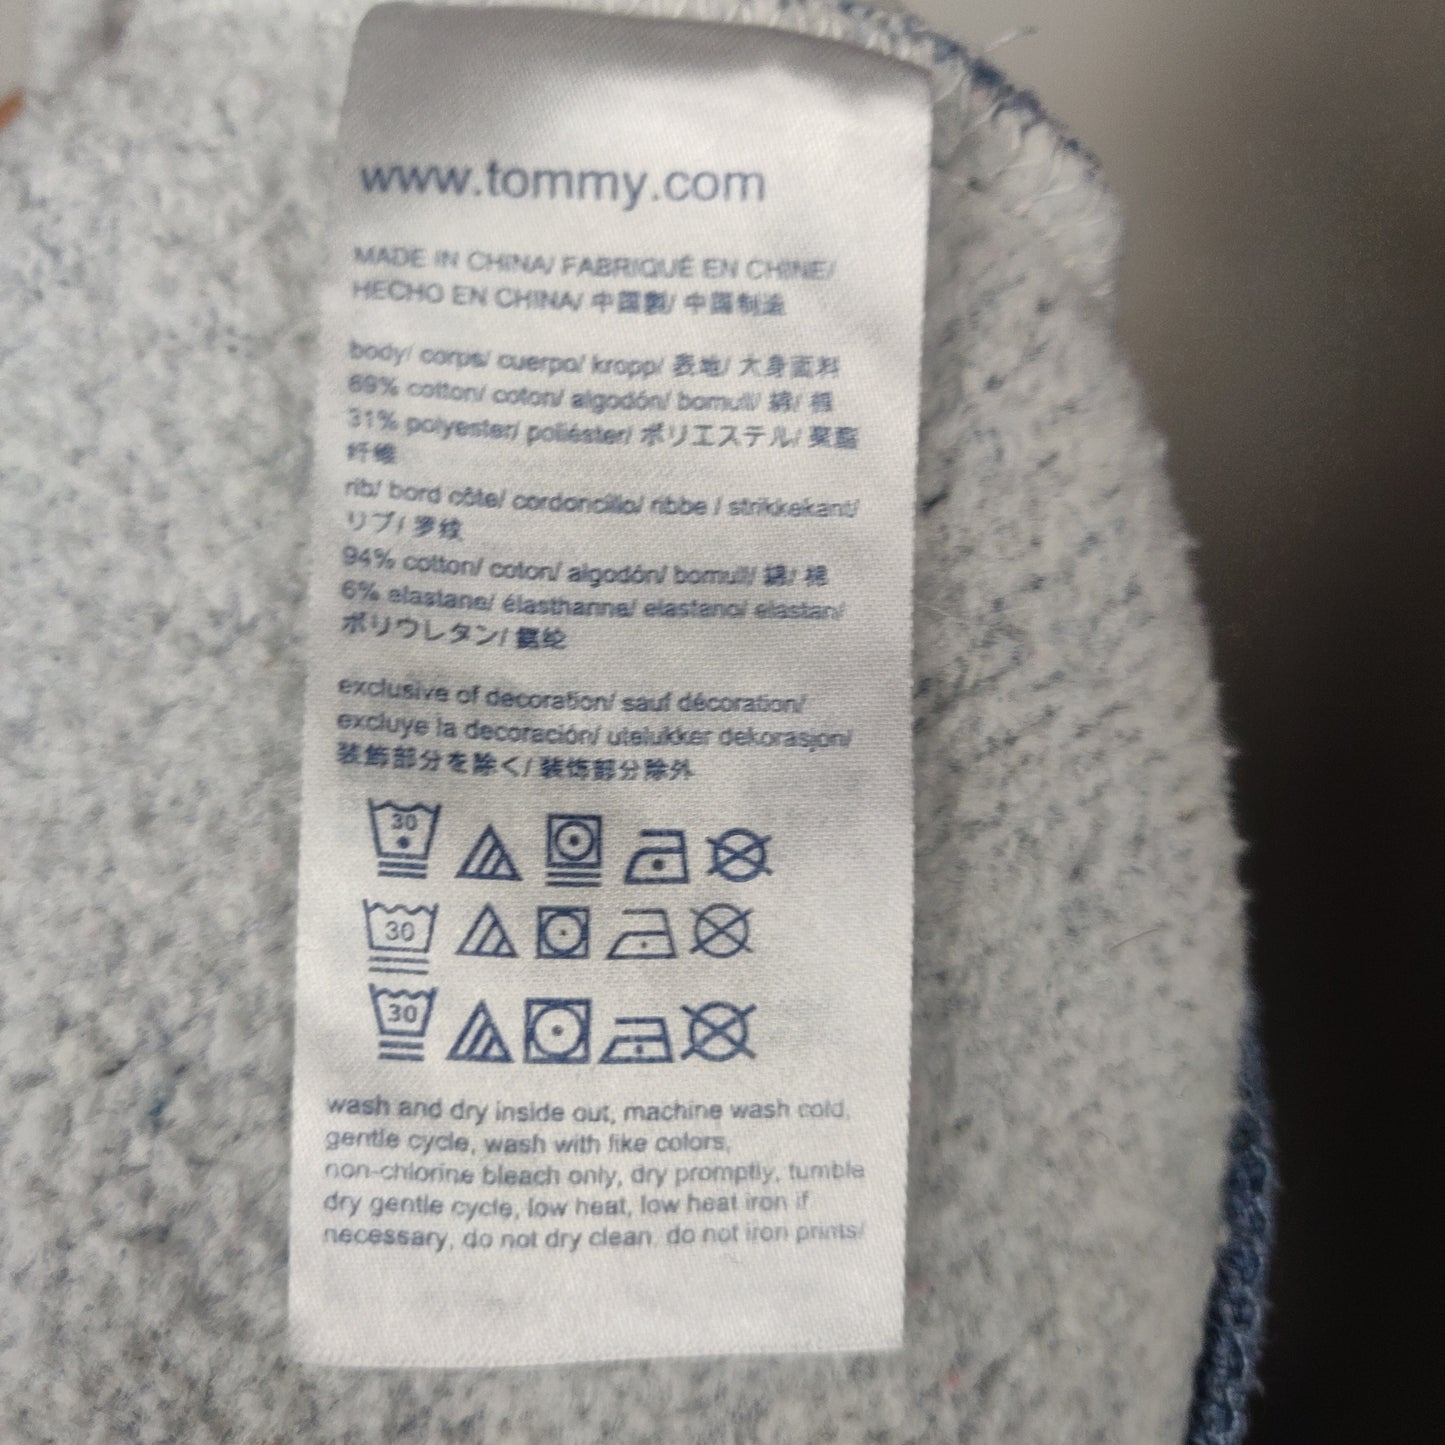 www.tommy.com
MADE IN CHINA/ FABRIQUÉ EN CHINE/
HECHO EN CHINA/ 中国製/ 中国制造
body/ corps/ cuerpo/ kropp/ 表地/ 大身面料
69% cotton/ coton/ algodón/ bomull/ 綿/ 棉
31% polyester/ poliéster/ ポリエステル/ 聚酯
纤维
rib/ bord côte/ cordoncillo/ ribbe / strikkekant/
リブ/ 罗纹
94% cotton/ coton/ algodón/ bomull/ 綿/ 棉
6% elastane/ élasthanne/ elastano/ elastan/
ポリウレタン/ 氨纶
exclusive of decoration/ sauf décoration/
excluye la decoración/ utelukker dekorasjon/
装飾部分を除く/ 装饰部分除外
30
30
30
wash and dry inside out, machine wash cold,
gentle cycle, wash with like colors,
non-chlorine bleach only, dry promptly, tumble
dry gentle cycle, low heat, low heat iron if
necessary, do not dry clean, do not iron prints/